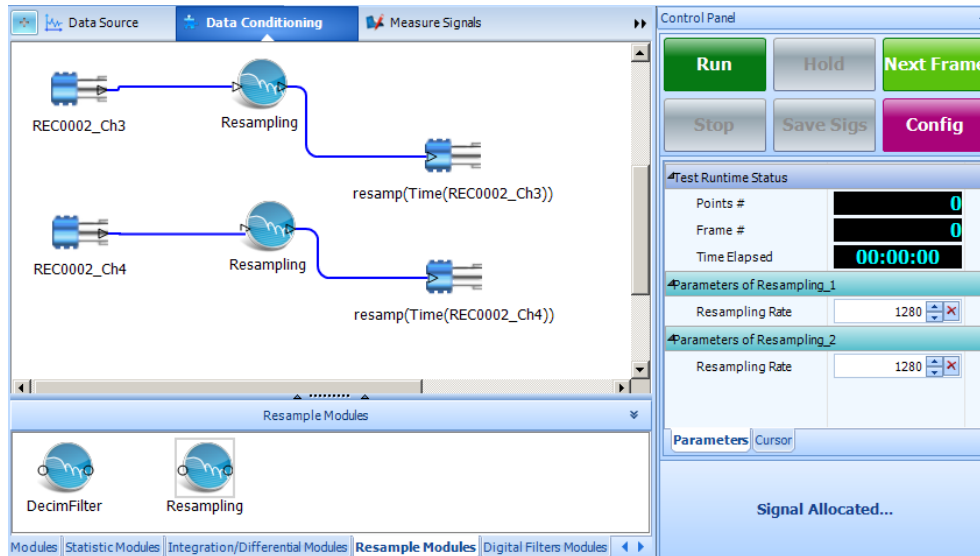 Data Source
Data Conditioning
Measure Signals
REC0002_Ch3
Resampling
resamp(Time(REC0002_Ch3))
REC0002_Ch4
Resampling
resamp(Time(REC0002_Ch4))
Resample Modules
DecimFilter
Resampling
Modules Statistic Modules Integration/Differential Modules Resample Modules Digital Filters Modules
Control Panel
Run Hold Next Frame
Stop Save Sigs Config
Test Runtime Status
Points # 0
Frame # 0
Time Elapsed 00:00:00
Parameters of Resampling_1
Resampling Rate 1280
Parameters of Resampling_2
Resampling Rate 1280
Parameters Cursor
Signal Allocated...